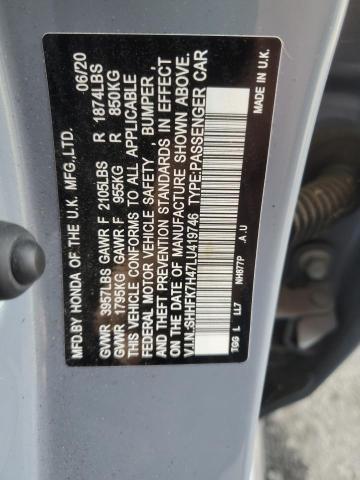 MFD.BY HONDA OF THE U.K. MFG.,LTD. 06/20
GVWR 3957LBS GAWR F 2105LBS R 1874LBS
GVWR 1795KG GAWR F 955KG R 850KG
THIS VEHICLE CONFORMS TO ALL APPLICABLE
FEDERAL MOTOR VEHICLE SAFETY BUMPER ,
THEFT PREVENTION STANDARDS IN EFFECT
ON THE DATE OF MANUFACTURE SHOWN ABOVE.
V.I.N.:SHHFK7H47LU419746 TYPE:PASSENGER CAR
TGG L LL7 NH877P .A .U MADE IN U.K.